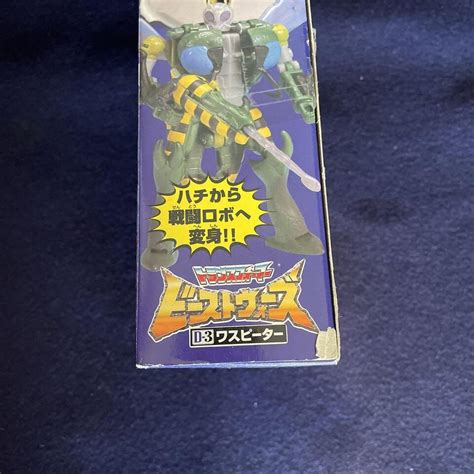 ハチから
戦闘ロボへ
変身!!
トランスフォーマー
ビーストウォーズ
D-3 ワスピーター